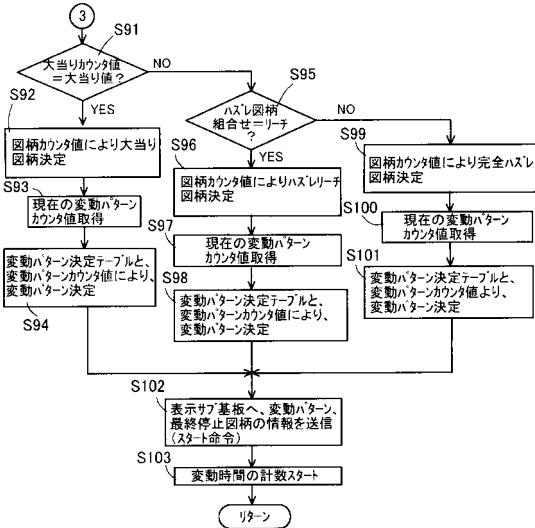 3
S91
大当りカウンタ値
=大当り値?
NO
YES
S92
図柄カウンタ値により大当り
図柄決定
S93
現在の変動パターン
カウンタ値取得
変動パターン決定テーブルと、
変動パターンカウンタ値により、
変動パターン決定
S94
S95
ハズレ図柄
組合せ=リーチ
?
NO
YES
S96
図柄カウンタ値によりハズレリーチ
図柄決定
S97
現在の変動パターン
カウンタ値取得
S98
変動パターン決定テーブルと、
変動パターンカウンタ値により、
変動パターン決定
S99
図柄カウンタ値により完全ハズレ
図柄決定
S100
現在の変動パターン
カウンタ値取得
S101
変動パターン決定テーブルと、
変動パターンカウンタ値より、
変動パターン決定
S102
表示サブ基板へ、変動パターン、
最終停止図柄の情報を送信
(スタート命令)
S103
変動時間の計数スタート
リターン